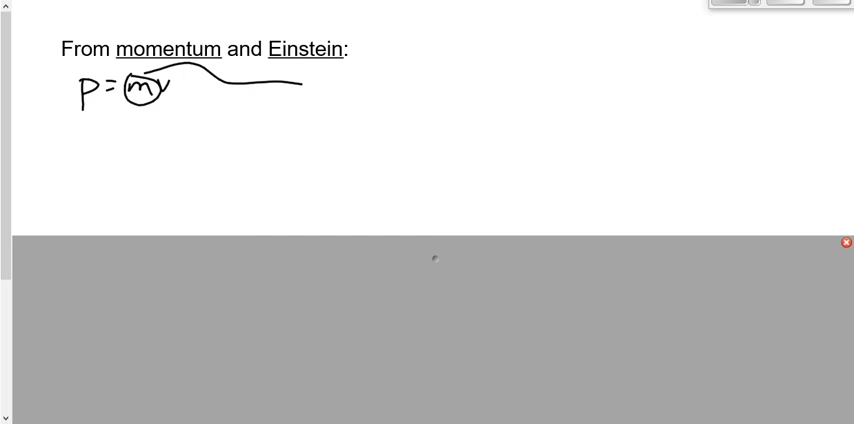 From momentum and Einstein:
p = mv